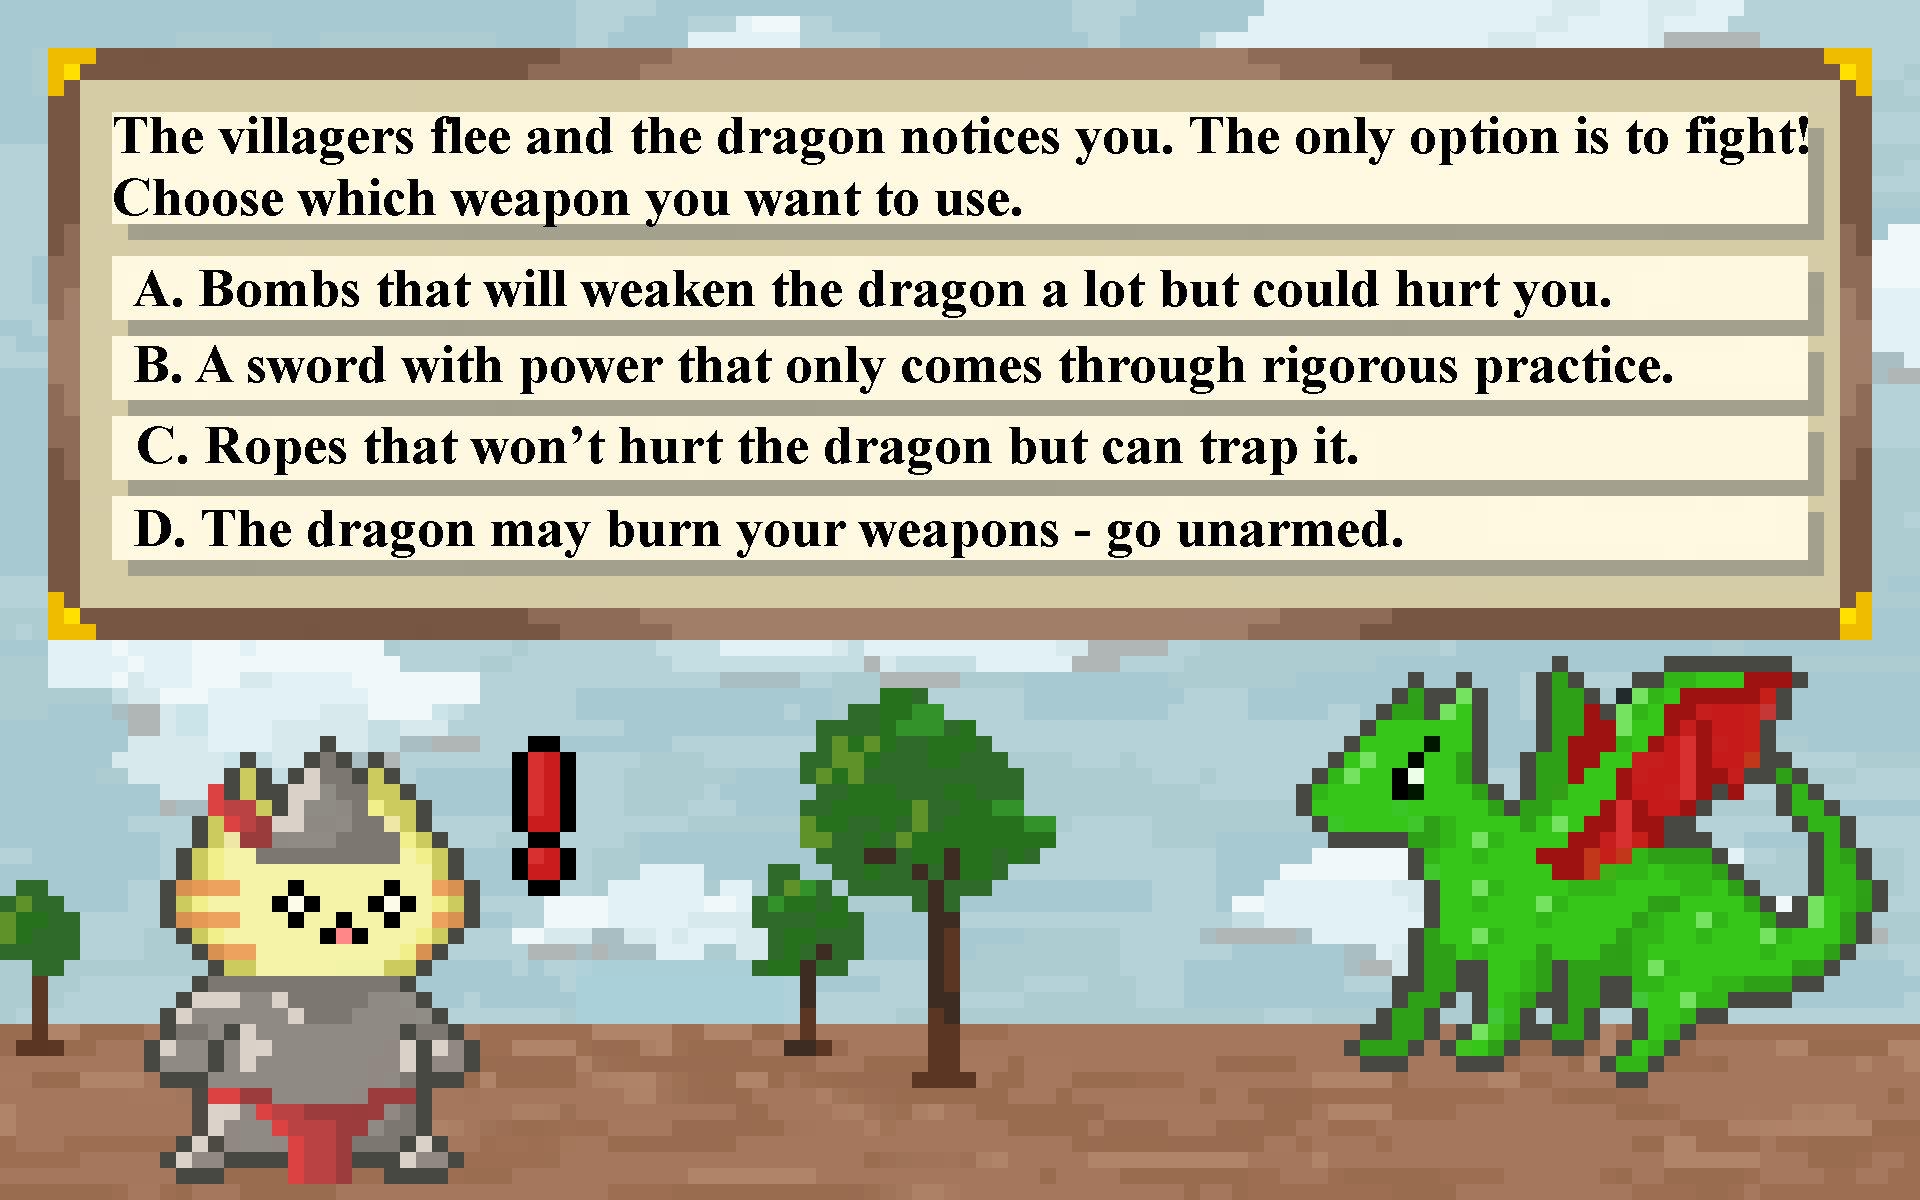 The villagers flee and the dragon notices you. The only option is to fight!
Choose which weapon you want to use.
A. Bombs that will weaken the dragon a lot but could hurt you.
B. A sword with power that only comes through rigorous practice.
C. Ropes that won’t hurt the dragon but can trap it.
D. The dragon may burn your weapons - go unarmed.
!